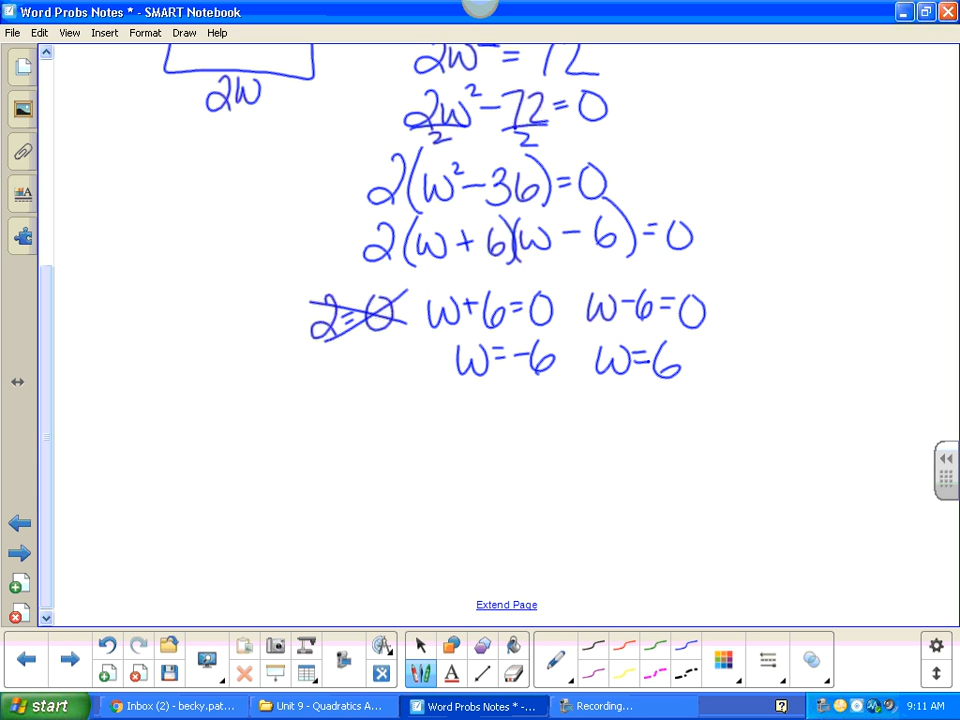 Word Probs Notes * - SMART Notebook
File Edit View Insert Format Draw Help
2w² = 72
2w
2w² - 72 = 0
2 2
2(w² - 36) = 0
2(w + 6)(w - 6) = 0
2 = 0 w + 6 = 0 w - 6 = 0
w = -6 w = 6
Extend Page
start Inbox (2) - becky.pat... Unit 9 - Quadratics A... Word Probs Notes * -... Recording... 9:11 AM